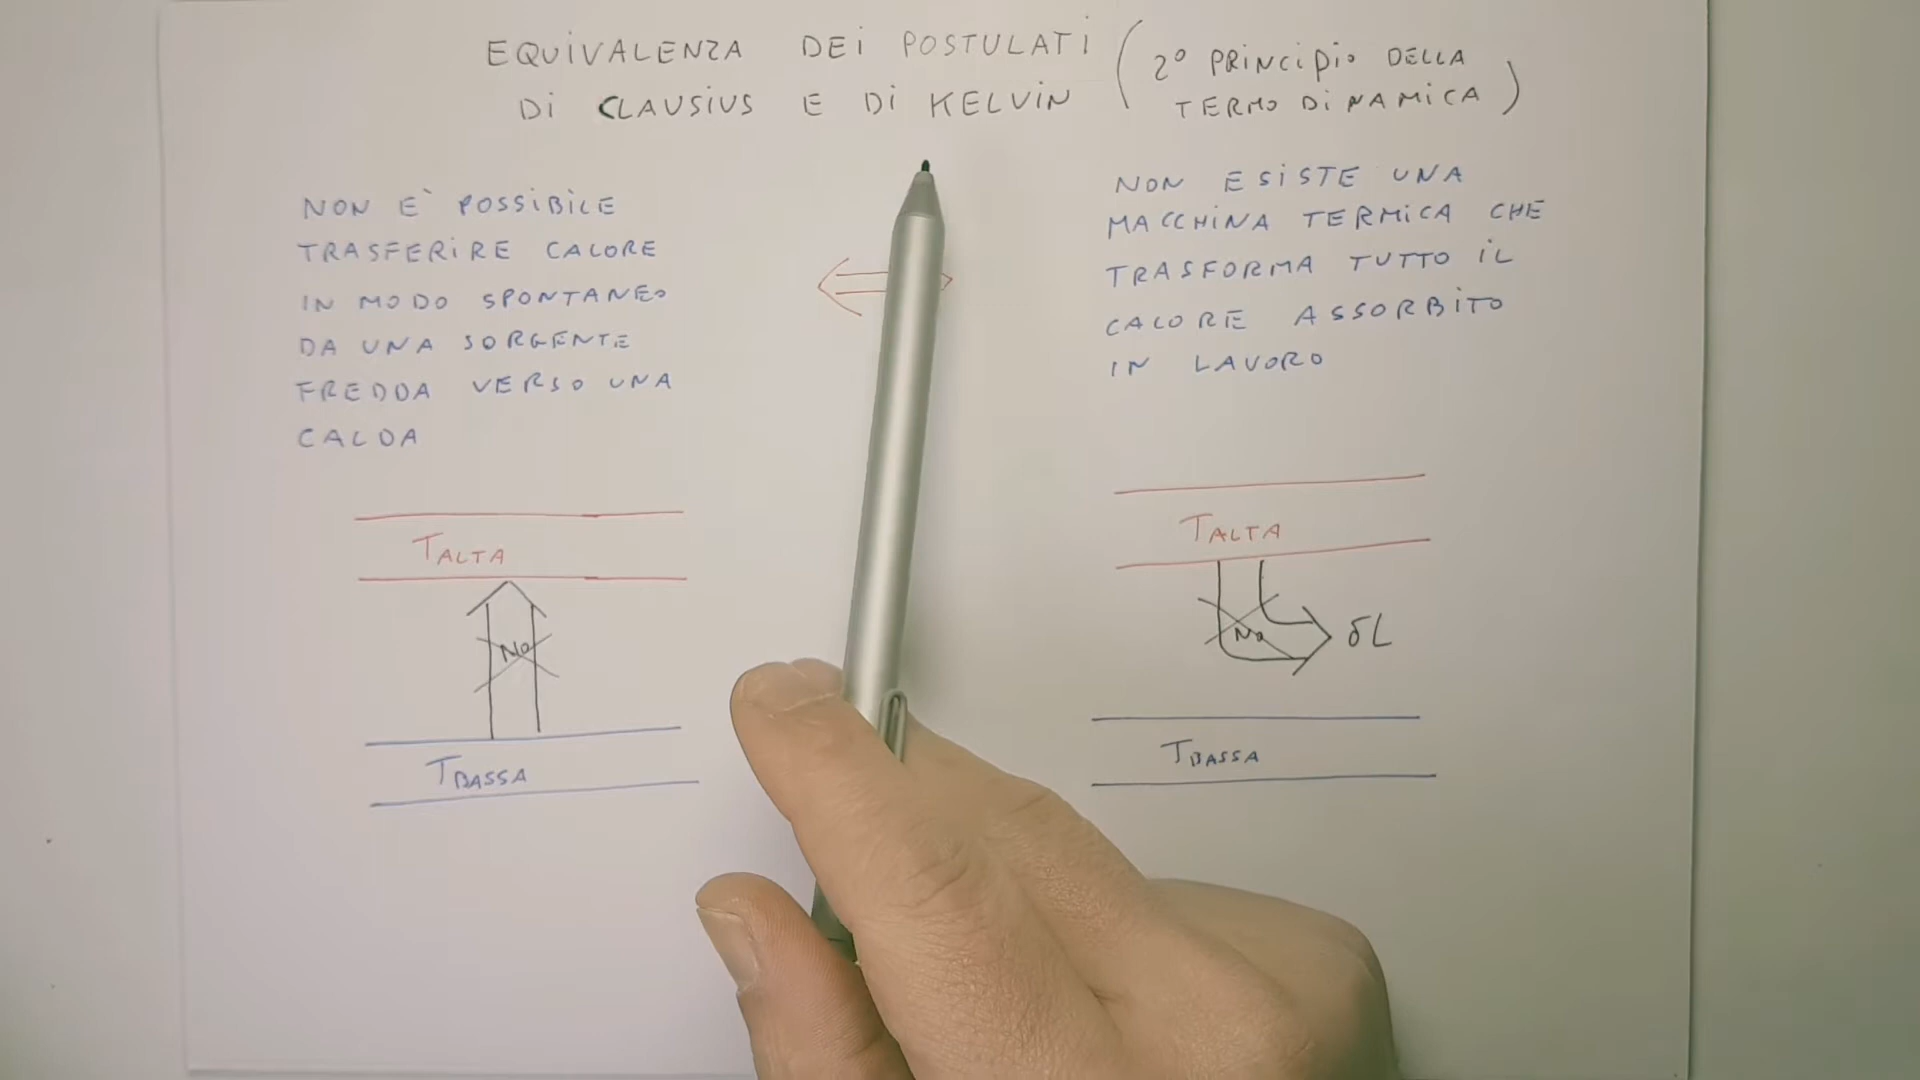 EQUIVALENZA DEI POSTULATI
DI CLAUSIUS E DI KELVIN
(2° PRINCIPIO DELLA
TERMODINAMICA)
NON E' POSSIBILE
TRASFERIRE CALORE
IN MODO SPONTANEO
DA UNA SORGENTE
FREDDA VERSO UNA
CALDA
NON ESISTE UNA
MACCHINA TERMICA CHE
TRASFORMA TUTTO IL
CALORE ASSORBITO
IN LAVORO
TALTA
No
TBASSA
TALTA
No
δL
TBASSA